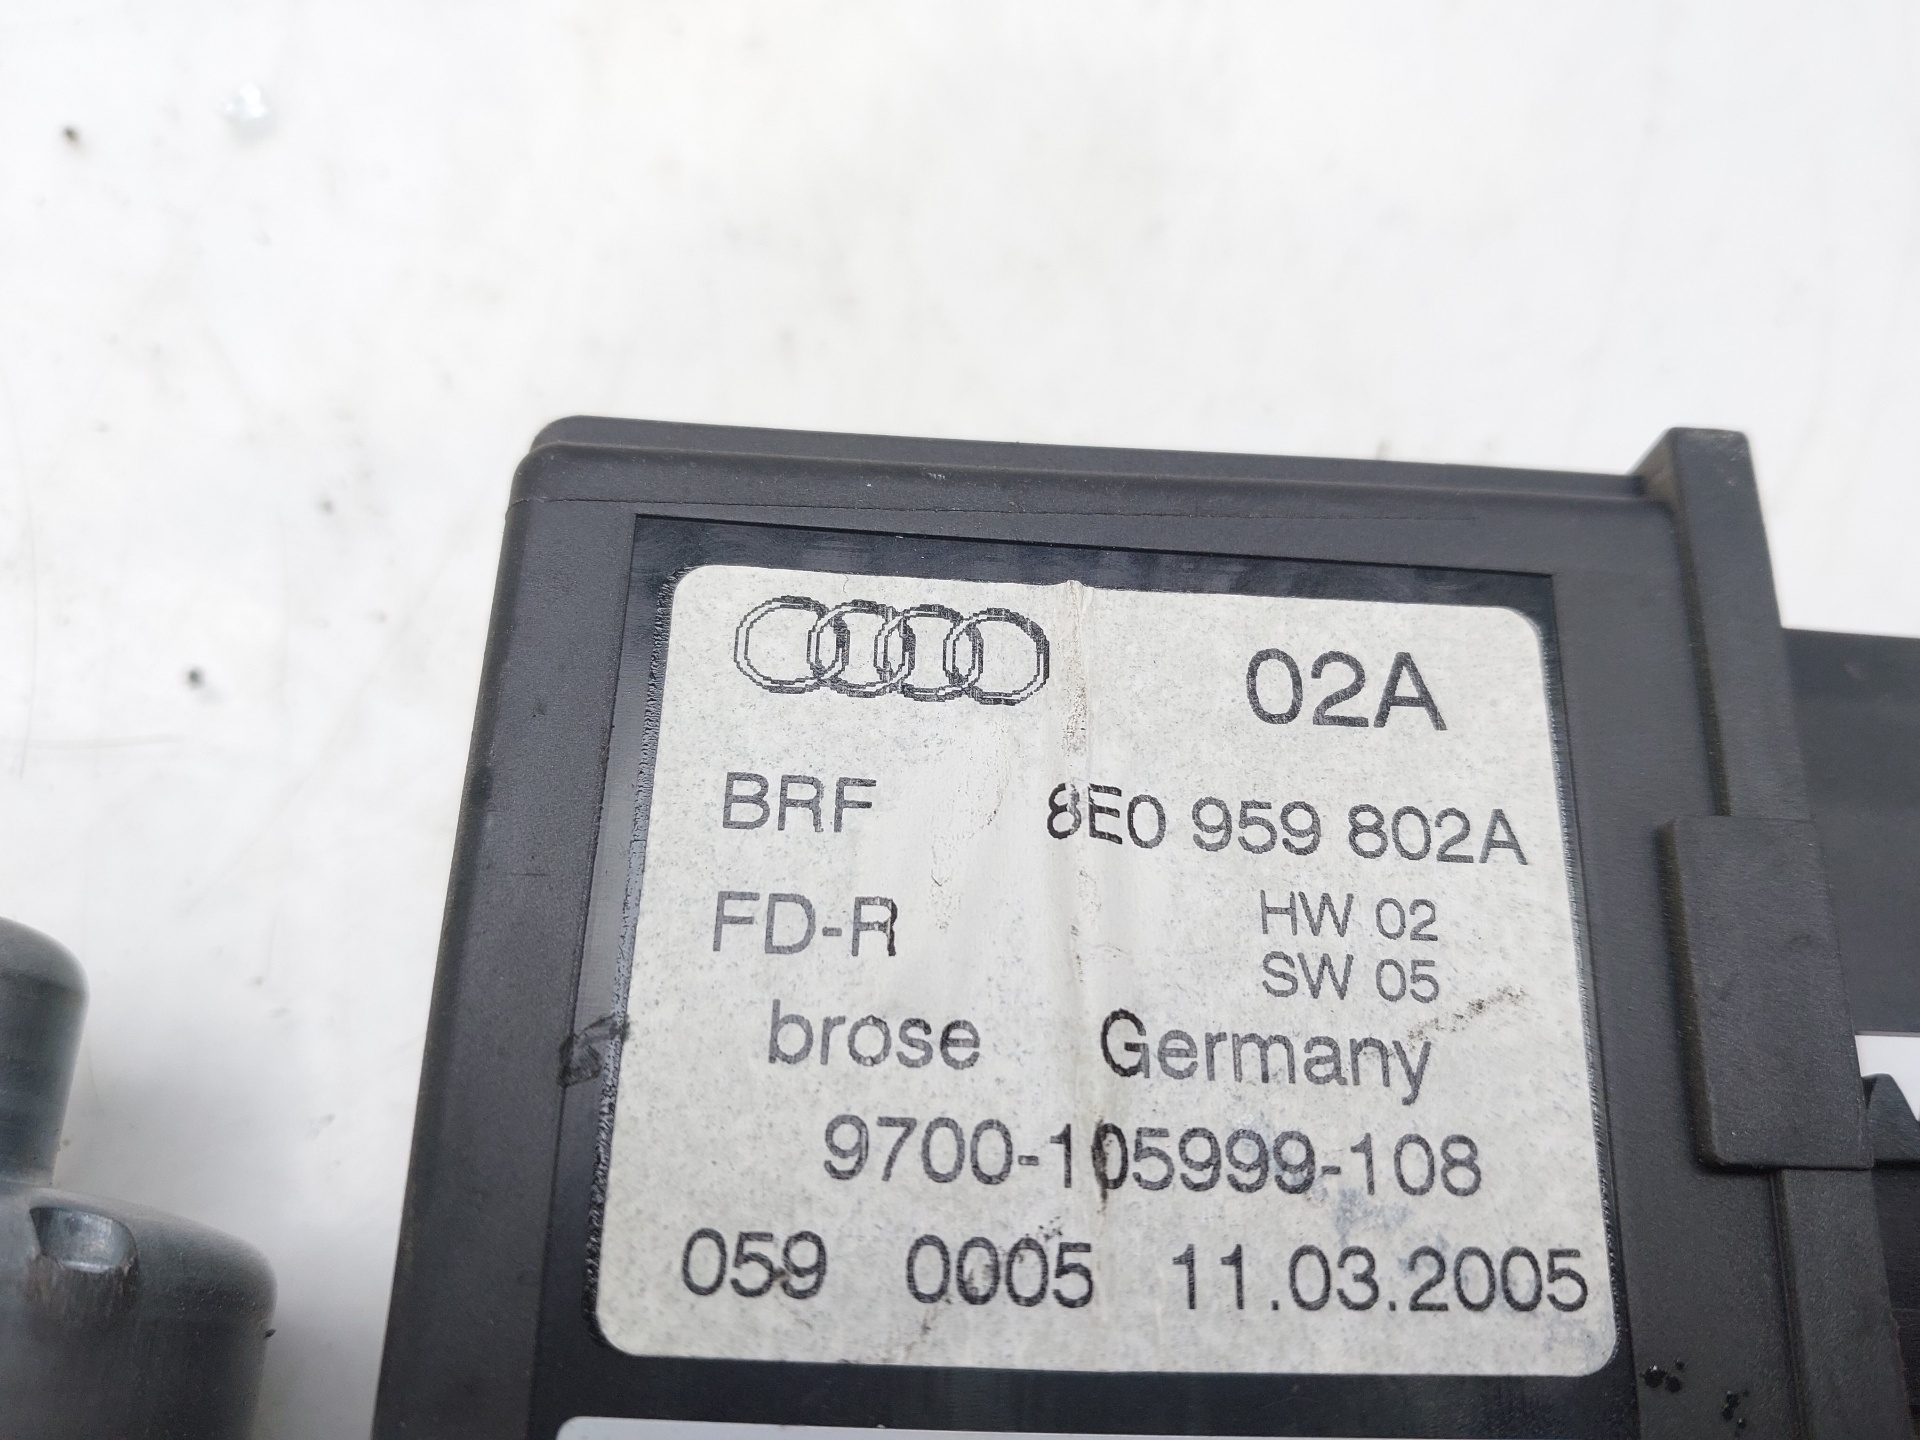 02A
BRF 8E0 959 802A
FD-R HW 02
SW 05
brose Germany
9700-105999-108
059 0005 11.03.2005